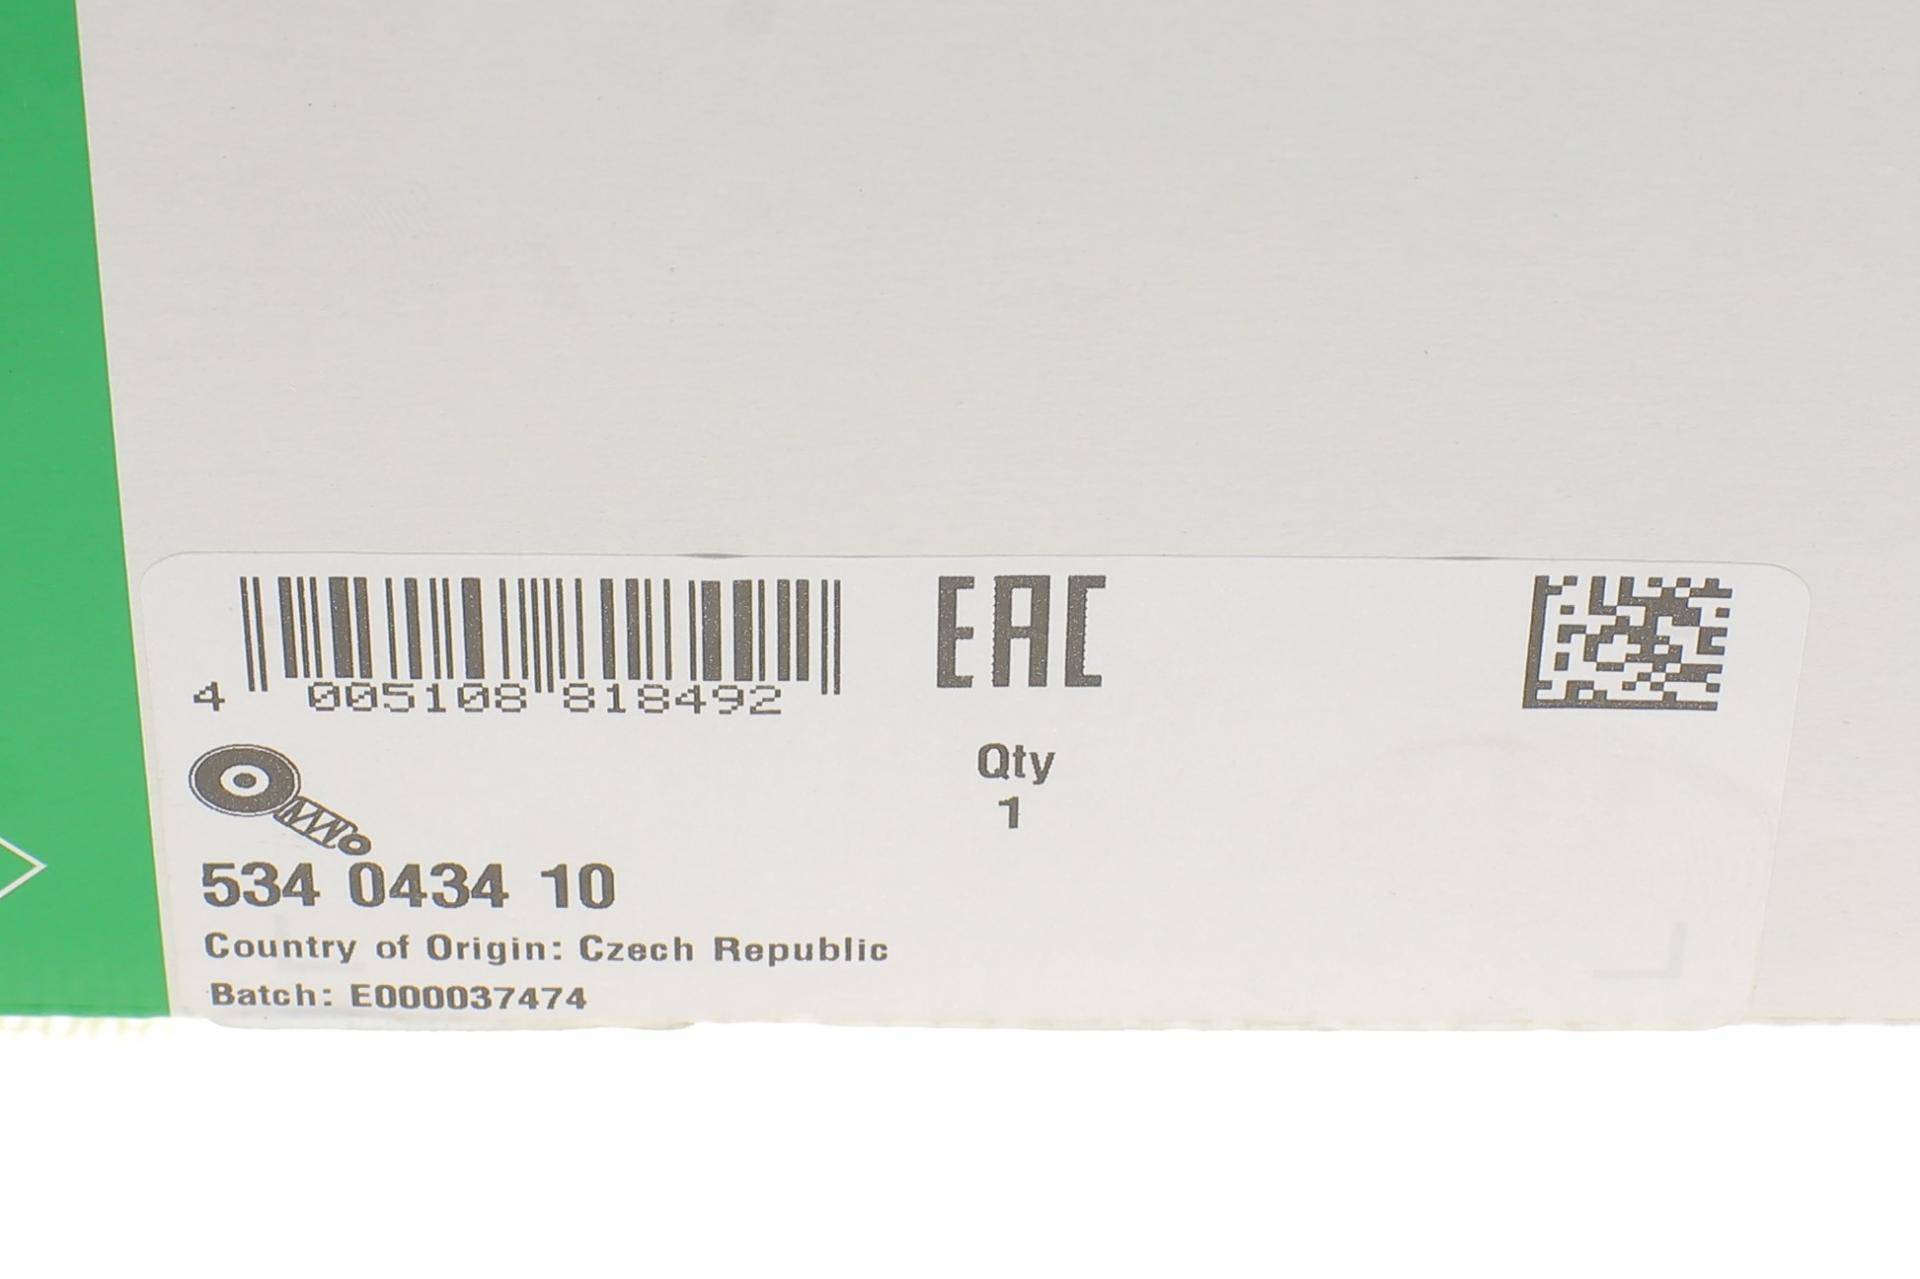 EAC
4 005108 818492
Qty
1
534 0434 10
Country of Origin: Czech Republic
Batch: E000037474